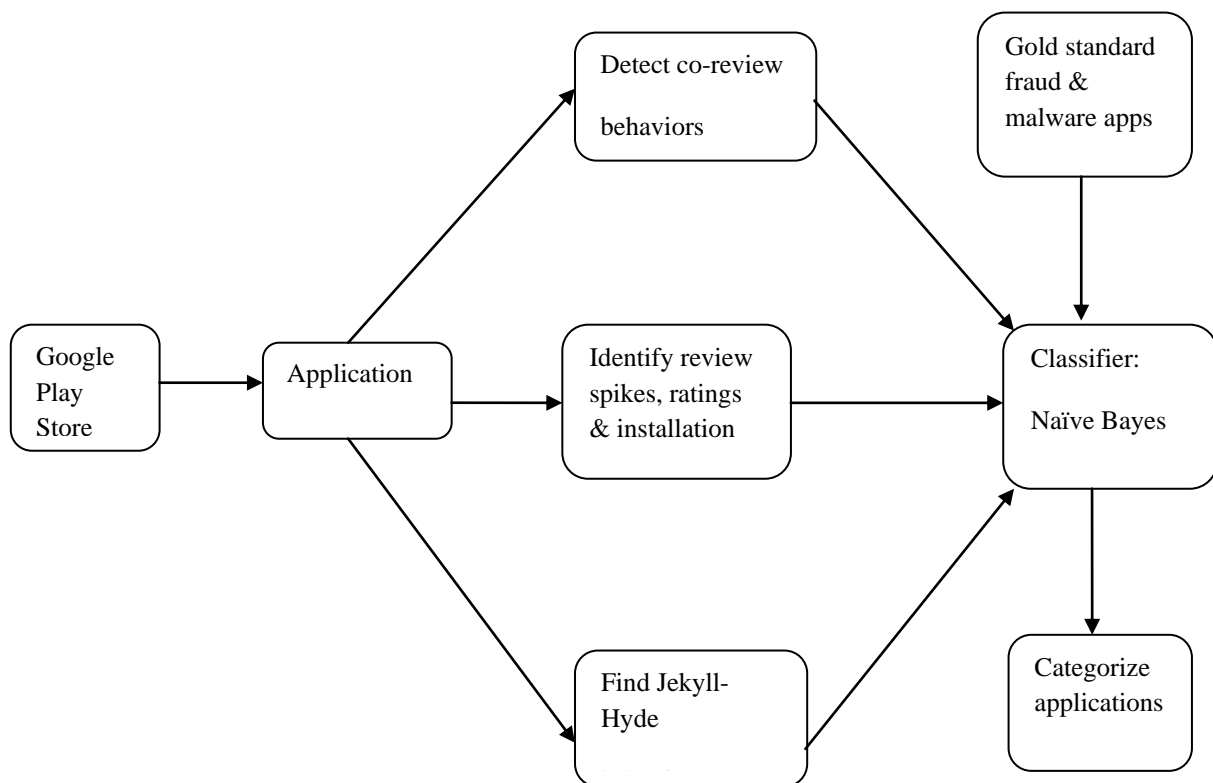 Google
Play
Store
Application
Detect co-review
behaviors
Identify review
spikes, ratings
& installation
Find Jekyll-
Hyde
Gold standard
fraud &
malware apps
Classifier:
Naïve Bayes
Categorize
applications